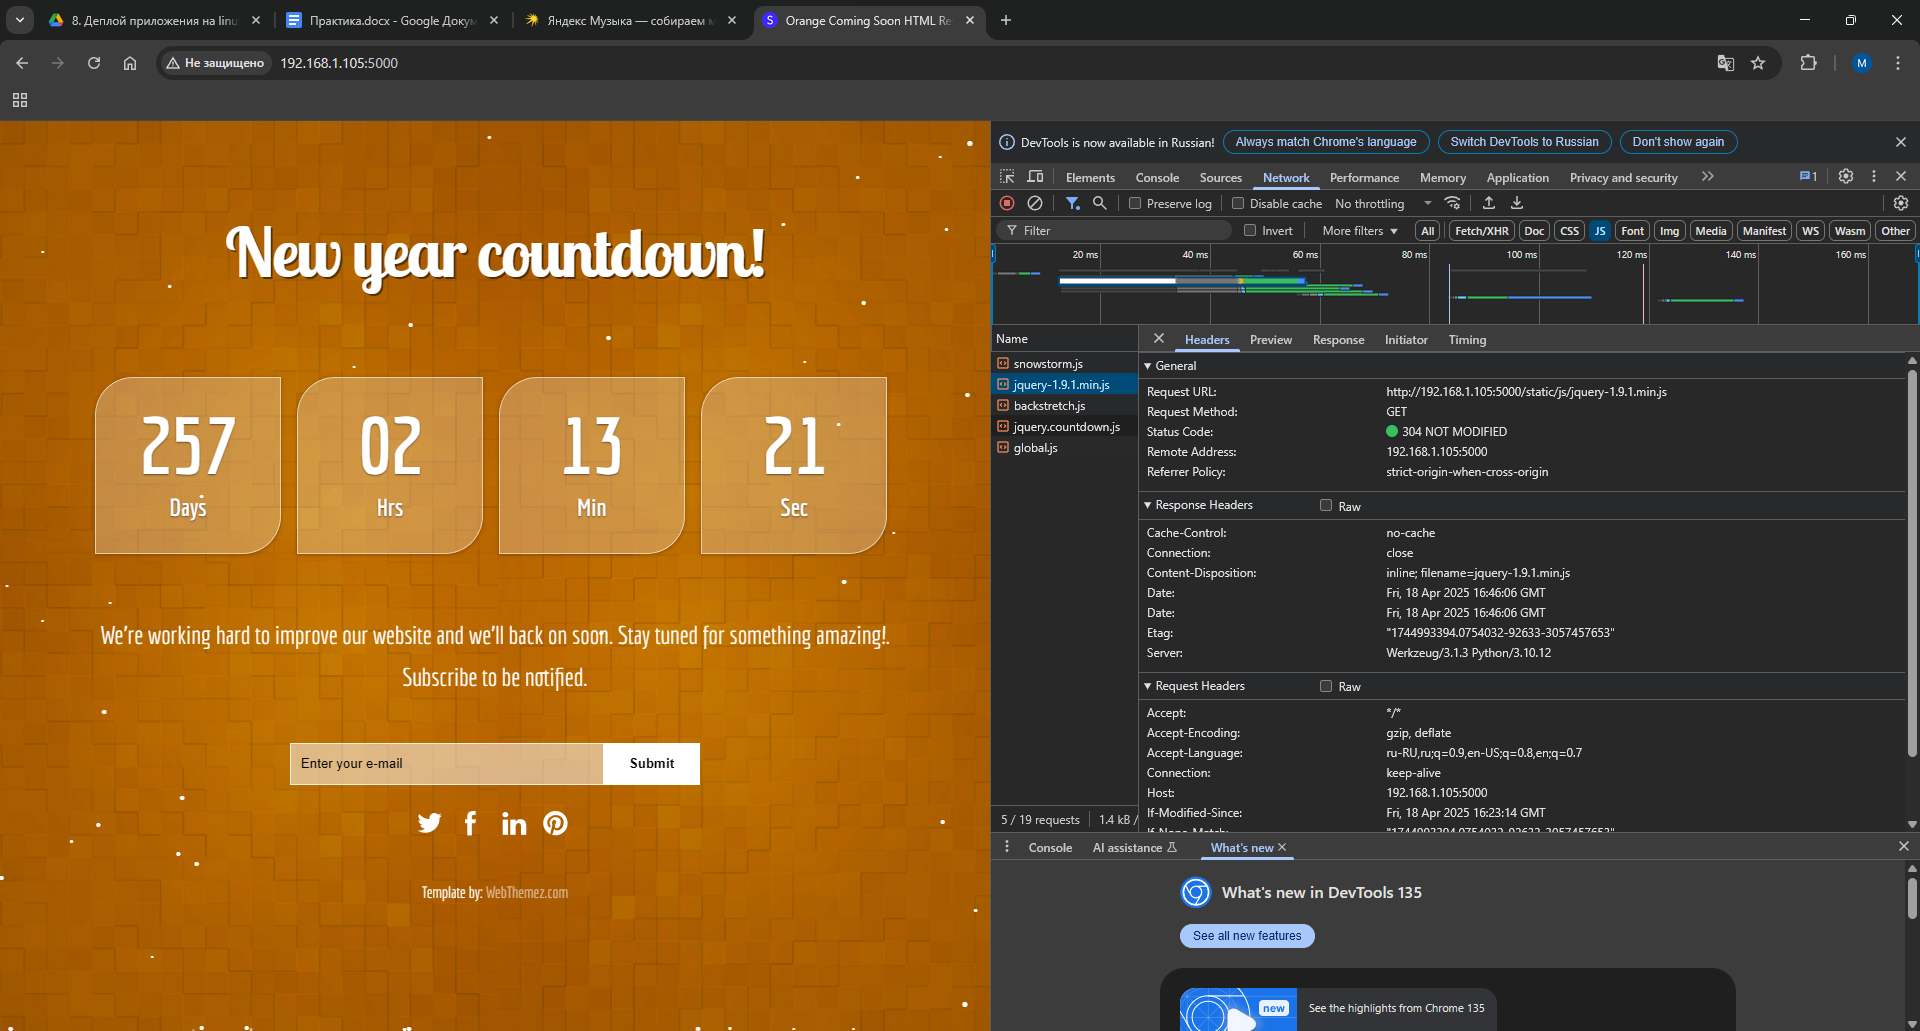 8. Деплой приложения на linu
Практика.docx - Google Докум
Яндекс Музыка — собираем м
Orange Coming Soon HTML Re
Не защищено
192.168.1.105:5000
M
New year countdown!
257
Days
02
Hrs
13
Min
21
Sec
We're working hard to improve our website and we'll back on soon. Stay tuned for something amazing!.
Subscribe to be notified.
Enter your e-mail
Submit
Template by: WebThemez.com
DevTools is now available in Russian!
Always match Chrome's language
Switch DevTools to Russian
Don't show again
Elements
Console
Sources
Network
Performance
Memory
Application
Privacy and security
1
Preserve log
Disable cache
No throttling
Filter
Invert
More filters
All
Fetch/XHR
Doc
CSS
JS
Font
Img
Media
Manifest
WS
Wasm
Other
20 ms
40 ms
60 ms
80 ms
100 ms
120 ms
140 ms
160 ms
Name
snowstorm.js
jquery-1.9.1.min.js
backstretch.js
jquery.countdown.js
global.js
5 / 19 requests
1.4 kB /
Headers
Preview
Response
Initiator
Timing
General
Request URL: http://192.168.1.105:5000/static/js/jquery-1.9.1.min.js
Request Method: GET
Status Code: 304 NOT MODIFIED
Remote Address: 192.168.1.105:5000
Referrer Policy: strict-origin-when-cross-origin
Response Headers
Raw
Cache-Control: no-cache
Connection: close
Content-Disposition: inline; filename=jquery-1.9.1.min.js
Date: Fri, 18 Apr 2025 16:46:06 GMT
Date: Fri, 18 Apr 2025 16:46:06 GMT
Etag: "1744993394.0754032-92633-3057457653"
Server: Werkzeug/3.1.3 Python/3.10.12
Request Headers
Raw
Accept: */*
Accept-Encoding: gzip, deflate
Accept-Language: ru-RU,ru;q=0.9,en-US;q=0.8,en;q=0.7
Connection: keep-alive
Host: 192.168.1.105:5000
If-Modified-Since: Fri, 18 Apr 2025 16:23:14 GMT
If-None-Match: "1744993394.0754032-92633-3057457653"
Console
AI assistance
What's new
What's new in DevTools 135
See all new features
new
See the highlights from Chrome 135